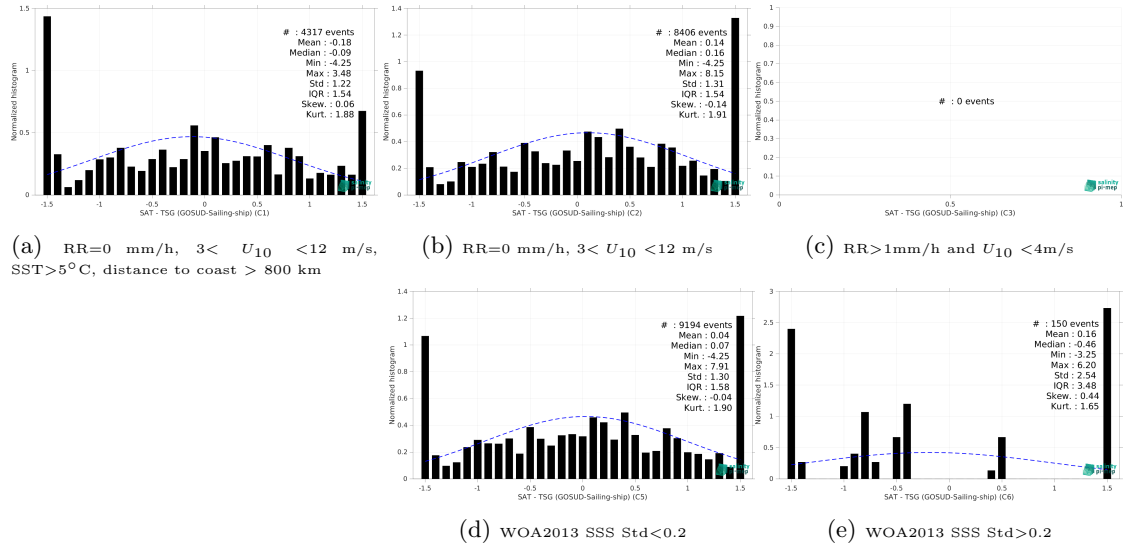 1.5
1
0.5
0
Normalized histogram
# : 4317 events
Mean : -0.18
Median : -0.09
Min : -4.25
Max : 3.48
Std : 1.22
IQR : 1.54
Skew. : 0.06
Kurt. : 1.88
salinity
pi-mep
-1.5 -1 -0.5 0 0.5 1 1.5
SAT - TSG (GOSUD-Sailing-ship) (C1)
(a) RR=0 mm/h, 3< U10 <12 m/s,
SST>5°C, distance to coast > 800 km
1.4
1.2
1
0.8
0.6
0.4
0.2
0
Normalized histogram
# : 8406 events
Mean : 0.14
Median : 0.16
Min : -4.25
Max : 8.15
Std : 1.31
IQR : 1.54
Skew. : -0.14
Kurt. : 1.91
salinity
pi-mep
-1.5 -1 -0.5 0 0.5 1 1.5
SAT - TSG (GOSUD-Sailing-ship) (C2)
(b) RR=0 mm/h, 3< U10 <12 m/s
1
0.9
0.8
0.7
0.6
0.5
0.4
0.3
0.2
0.1
0
Normalized histogram
# : 0 events
salinity
pi-mep
0 0.5 1
SAT - TSG (GOSUD-Sailing-ship) (C3)
(c) RR>1mm/h and U10 <4m/s
1.4
1.2
1
0.8
0.6
0.4
0.2
0
Normalized histogram
# : 9194 events
Mean : 0.04
Median : 0.07
Min : -4.25
Max : 7.91
Std : 1.30
IQR : 1.58
Skew. : -0.04
Kurt. : 1.90
salinity
pi-mep
-1.5 -1 -0.5 0 0.5 1 1.5
SAT - TSG (GOSUD-Sailing-ship) (C5)
(d) WOA2013 SSS Std<0.2
3
2.5
2
1.5
1
0.5
0
Normalized histogram
# : 150 events
Mean : 0.16
Median : -0.46
Min : -3.25
Max : 6.20
Std : 2.54
IQR : 3.48
Skew. : 0.44
Kurt. : 1.65
salinity
pi-mep
-1.5 -1 -0.5 0 0.5 1 1.5
SAT - TSG (GOSUD-Sailing-ship) (C6)
(e) WOA2013 SSS Std>0.2